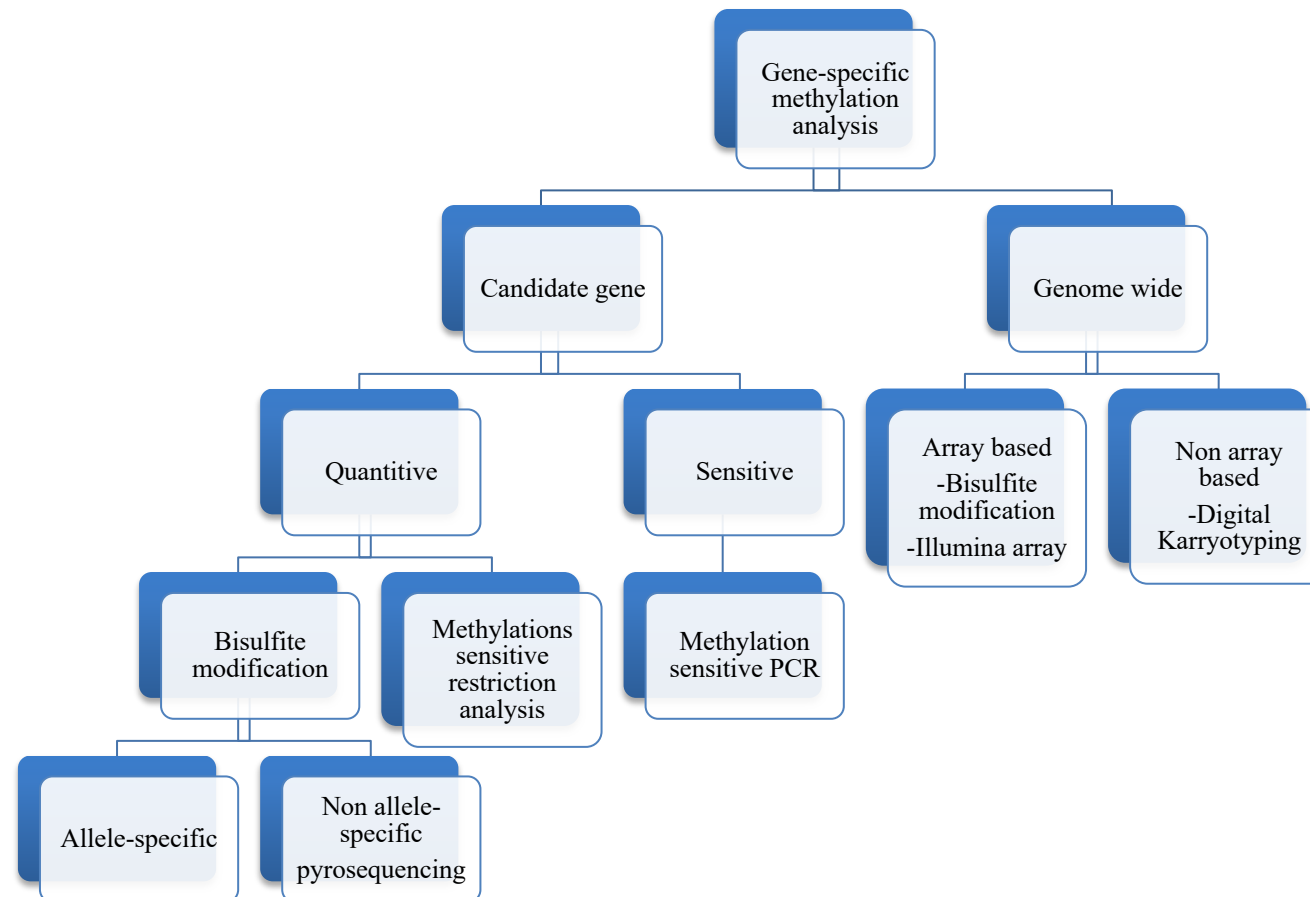 Gene-specific
methylation
analysis
Candidate gene
Genome wide
Quantitive
Sensitive
Array based
-Bisulfite
modification
-Illumina array
Non array
based
-Digital
Karryotyping
Bisulfite
modification
Methylations
sensitive
restriction
analysis
Methylation
sensitive PCR
Allele-specific
Non allele-
specific
pyrosequencing